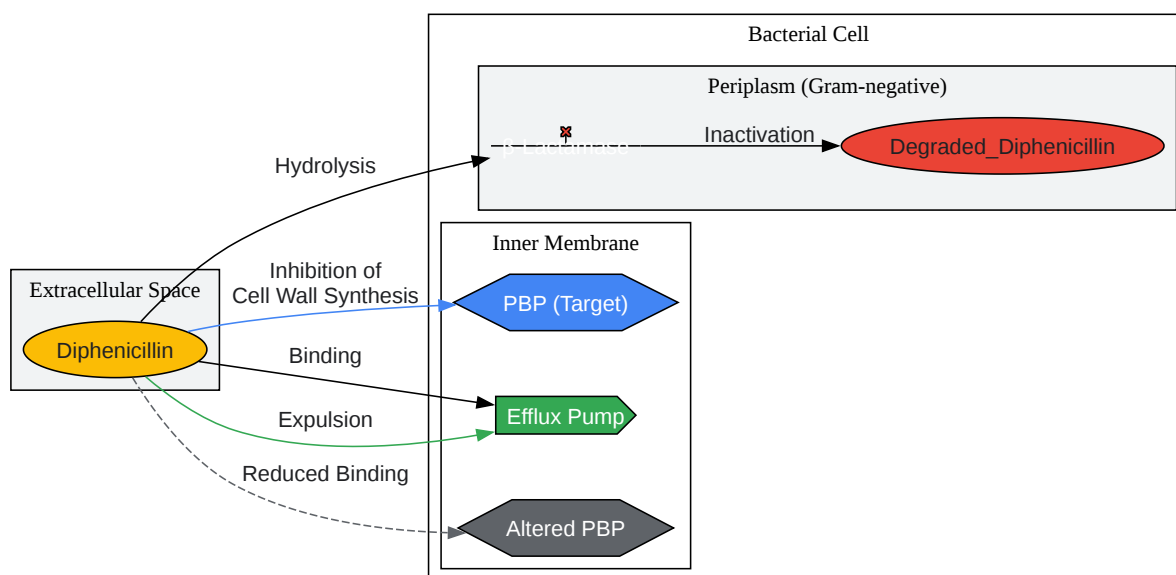 Bacterial Cell
Periplasm (Gram-negative)
β-Lactamase
Inactivation
Degraded_Diphenicillin
Hydrolysis
Inner Membrane
Extracellular Space
Inhibition of
Cell Wall Synthesis
PBP (Target)
Diphenicillin
Binding
Efflux Pump
Expulsion
Reduced Binding
Altered PBP